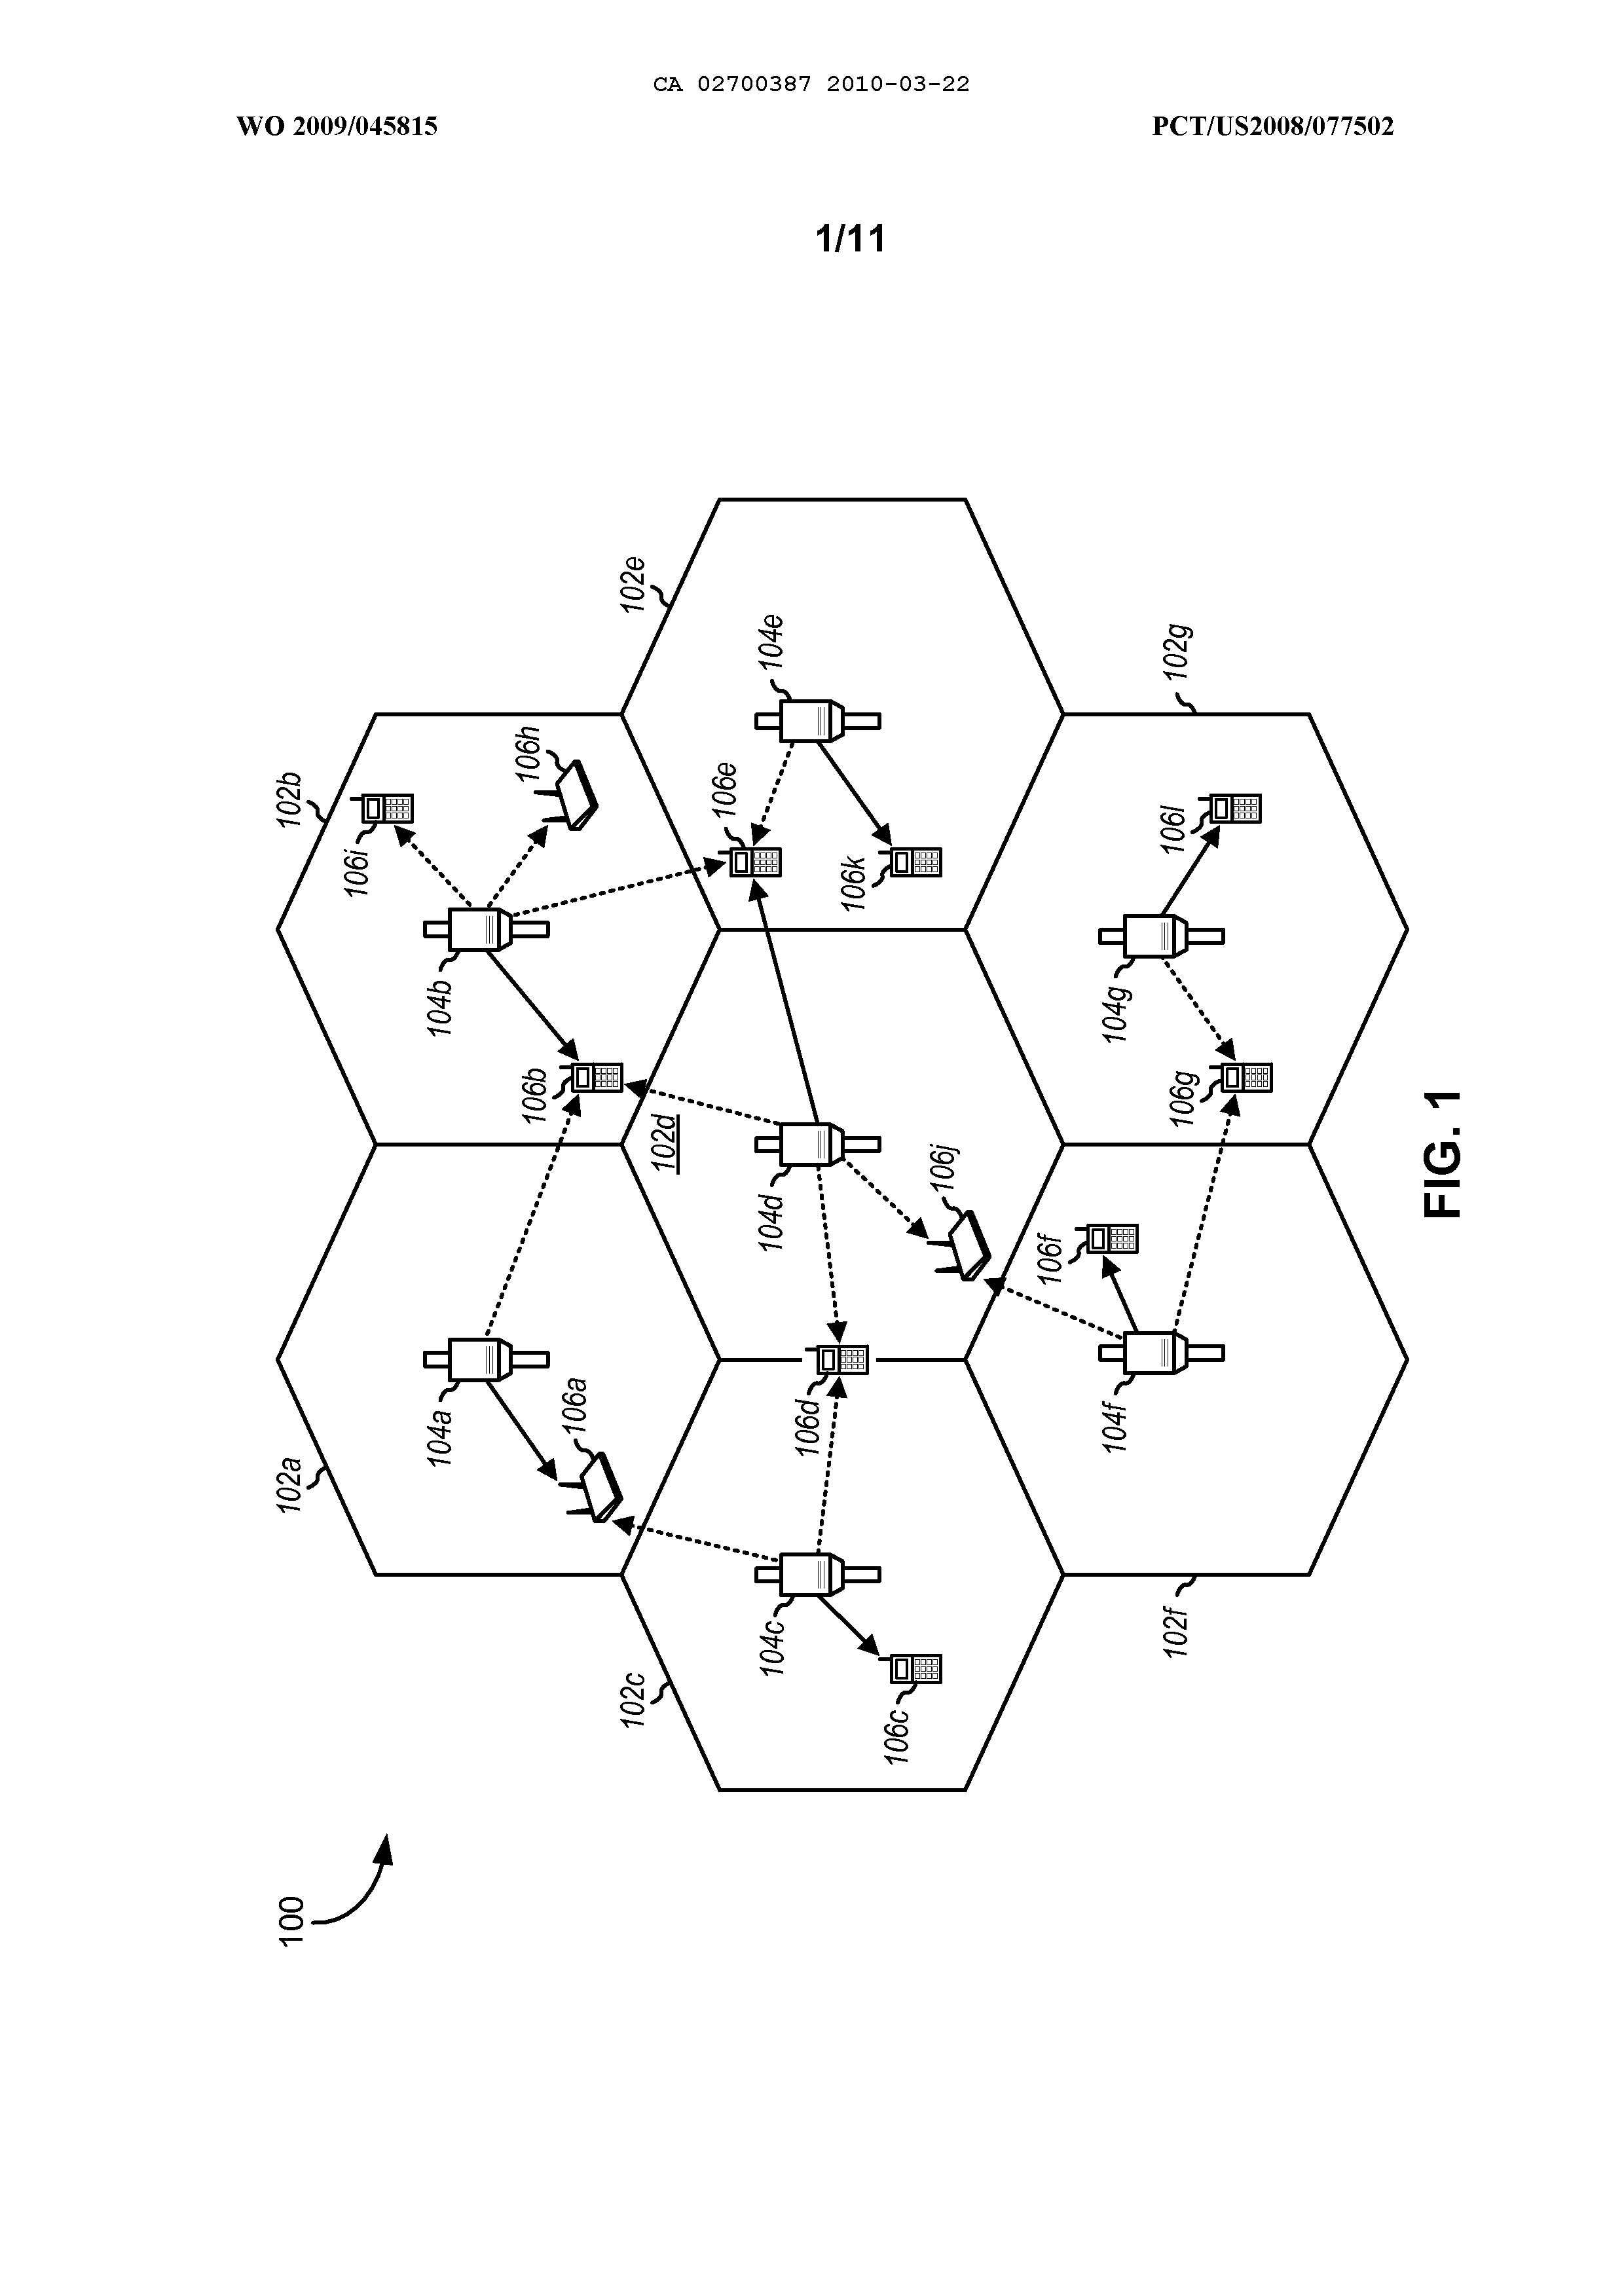 CA 02700387 2010-03-22
WO 2009/045815
PCT/US2008/077502
1/11
100
102a
102b
102c
102d
102e
102f
102g
104a
104b
104c
104d
104e
104f
104g
106a
106b
106c
106d
106e
106f
106g
106h
106i
106j
106k
106l
FIG. 1